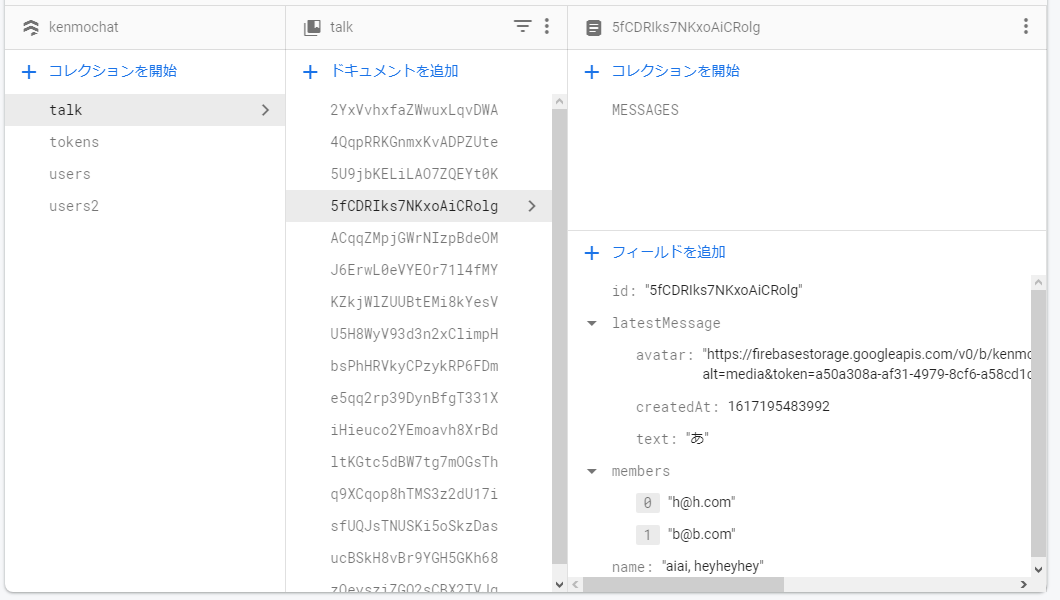 kenmochat
コレクションを開始
talk
tokens
users
users2
talk
ドキュメントを追加
2YxVvhxfaZWwuxLqvDWA
4QqpRRKGnmxKvADPZUte
5U9jbKELiLAO7ZQEYt0K
5fCDRIks7NKxoAiCRolg
ACqqZMpjGWrNIzpBdeOM
J6ErwL0eVYEOr71l4fMY
KZkjWlZUUBtEMi8kYesV
U5H8WyV93d3n2xClimpH
bsPhHRVkyCPzykRP6FDm
e5qq2rp39DynBfgT331X
iHieuco2YEmoavh8XrBd
ltKGtc5dBW7tg7mOGsTh
q9XCqop8hTMS3z2dU17i
sfUQJsTNUSKi5oSkzDas
ucBSkH8vBr9YGH5GKh68
5fCDRIks7NKxoAiCRolg
コレクションを開始
MESSAGES
フィールドを追加
id: "5fCDRIks7NKxoAiCRolg"
latestMessage
avatar: "https://firebasestorage.googleapis.com/v0/b/kenmo
alt=media&token=a50a308a-af31-4979-8cf6-a58cd1c
createdAt: 1617195483992
text: "あ"
members
0 "h@h.com"
1 "b@b.com"
name: "aiai, heyheyhey"